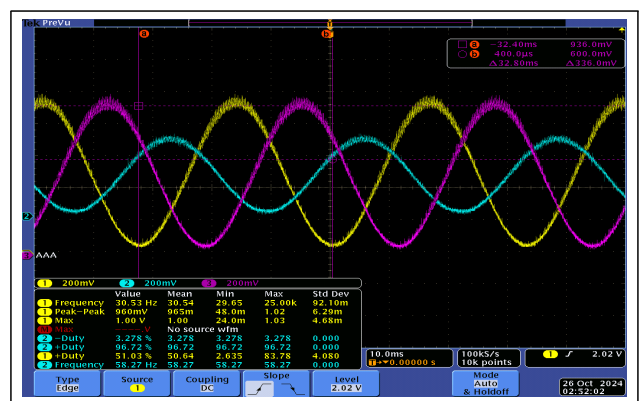 Tek PreVu
a
b
a -32.40ms 936.0mV
b 400.0µs 600.0mV
Δ32.80ms Δ336.0mV
2
3 AAA
1 200mV 2 200mV 3 200mV
Value Mean Min Max Std Dev
1 Frequency 30.53 Hz 30.54 29.65 25.00k 92.10m
1 Peak-Peak 960mV 965m 48.0m 1.02 6.29m
1 Max 1.00 V 1.00 24.0m 1.03 4.68m
M Max -.---- V No source wfm
2 -Duty 3.278 % 3.278 3.278 3.278 0.000
2 +Duty 96.72 % 96.72 96.72 96.72 0.000
1 +Duty 51.03 % 50.64 2.635 83.78 4.080
2 Frequency 58.27 Hz 58.27 58.27 58.27 0.000
10.0ms 100kS/s 1 2.02 V
T→▼0.00000 s 10k points
Type Source Coupling Slope Level Mode
Edge 1 DC 2.02 V Auto
& Holdoff
26 Oct 2024
02:52:02